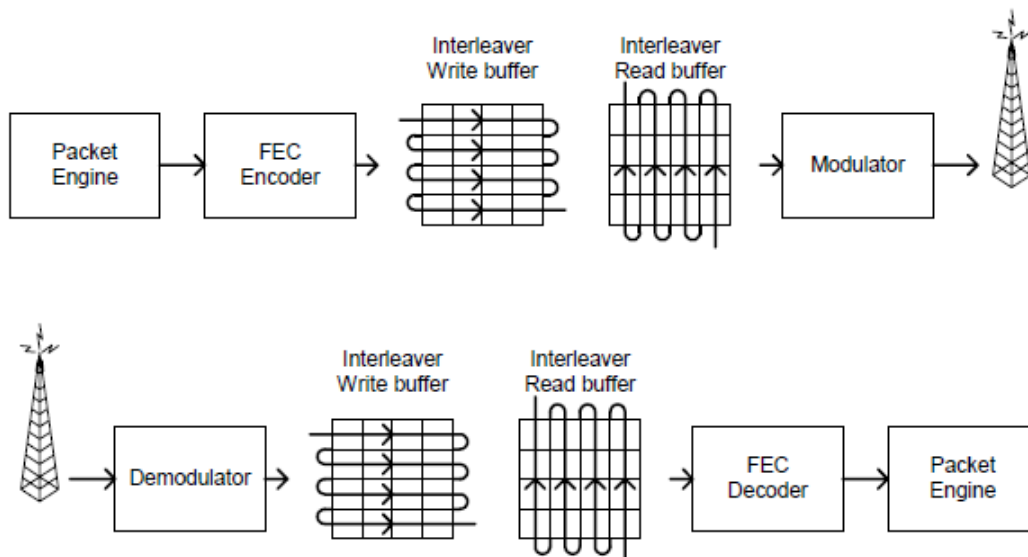 Interleaver
Write buffer
Interleaver
Read buffer
Packet
Engine
FEC
Encoder
Modulator
Interleaver
Write buffer
Interleaver
Read buffer
Demodulator
FEC
Decoder
Packet
Engine